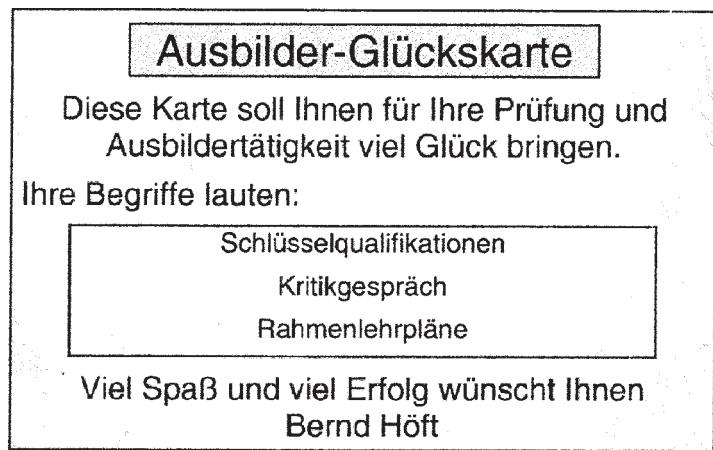 Ausbilder-Glückskarte
Diese Karte soll Ihnen für Ihre Prüfung und
Ausbildertätigkeit viel Glück bringen.
Ihre Begriffe lauten:
Schlüsselqualifikationen
Kritikgespräch
Rahmenlehrpläne
Viel Spaß und viel Erfolg wünscht Ihnen
Bernd Höft